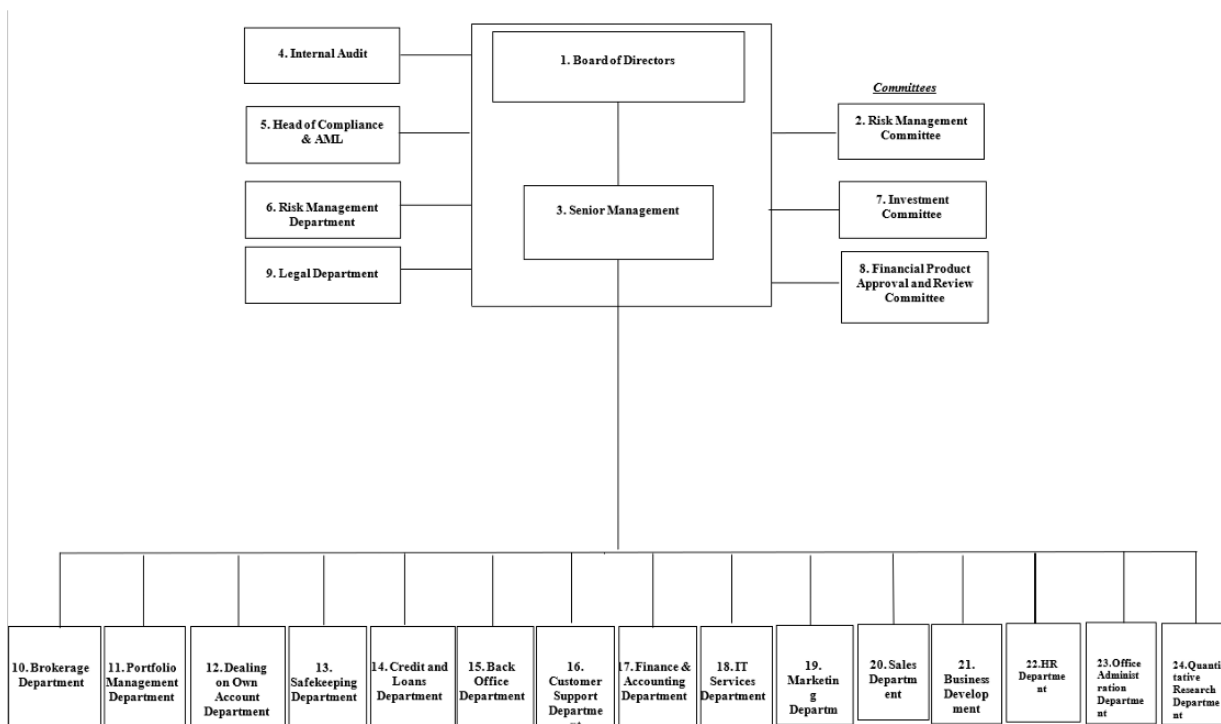 4. Internal Audit
1. Board of Directors
Committees
5. Head of Compliance
& AML
2. Risk Management
Committee
6. Risk Management
Department
3. Senior Management
7. Investment
Committee
9. Legal Department
8. Financial Product
Approval and Review
Committee
10. Brokerage
Department
11. Portfolio
Management
Department
12. Dealing
on Own
Account
Department
13.
Safekeeping
Department
14. Credit and
Loans
Department
15. Back
Office
Department
16.
Customer
Support
Departme
17. Finance &
Accounting
Department
18. IT
Services
Department
19.
Marketin
g
Departm
20. Sales
Departm
ent
21.
Business
Develop
ment
22.HR
Departme
nt
23.Office
Administ
ration
Departme
nt
24.Quanti
tative
Research
Departme
nt